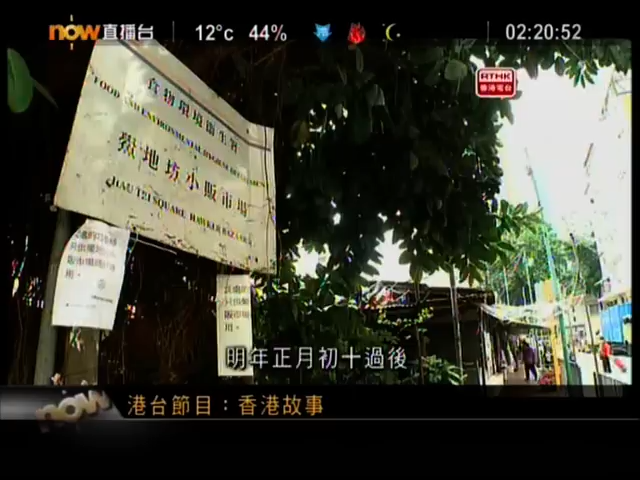 now直播台
12°c 44%
02:20:52
RTHK
香港電台
食物環境衞生署
FOOD AND ENVIRONMENTAL HYGIENE DEPARTMENT
HAU TEI SQUARE HAWKER BAZAAR
地坊小販市場
明年正月初十過後
now
港台節目：香港故事